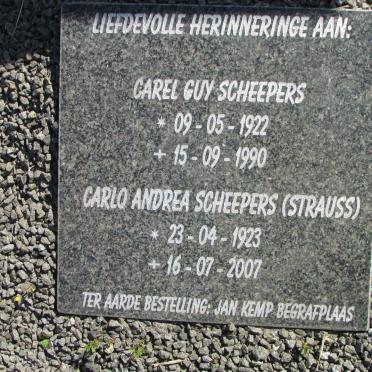 LIEFDEVOLLE HERINNERINGE AAN:
CAREL GUY SCHEEPERS
* 09 - 05 - 1922
+ 15 - 09 - 1990
CARLO ANDREA SCHEEPERS (STRAUSS)
* 23 - 04 - 1923
+ 16 - 07 - 2007
TER AARDE BESTELLING: JAN KEMP BEGRAFPLAAS